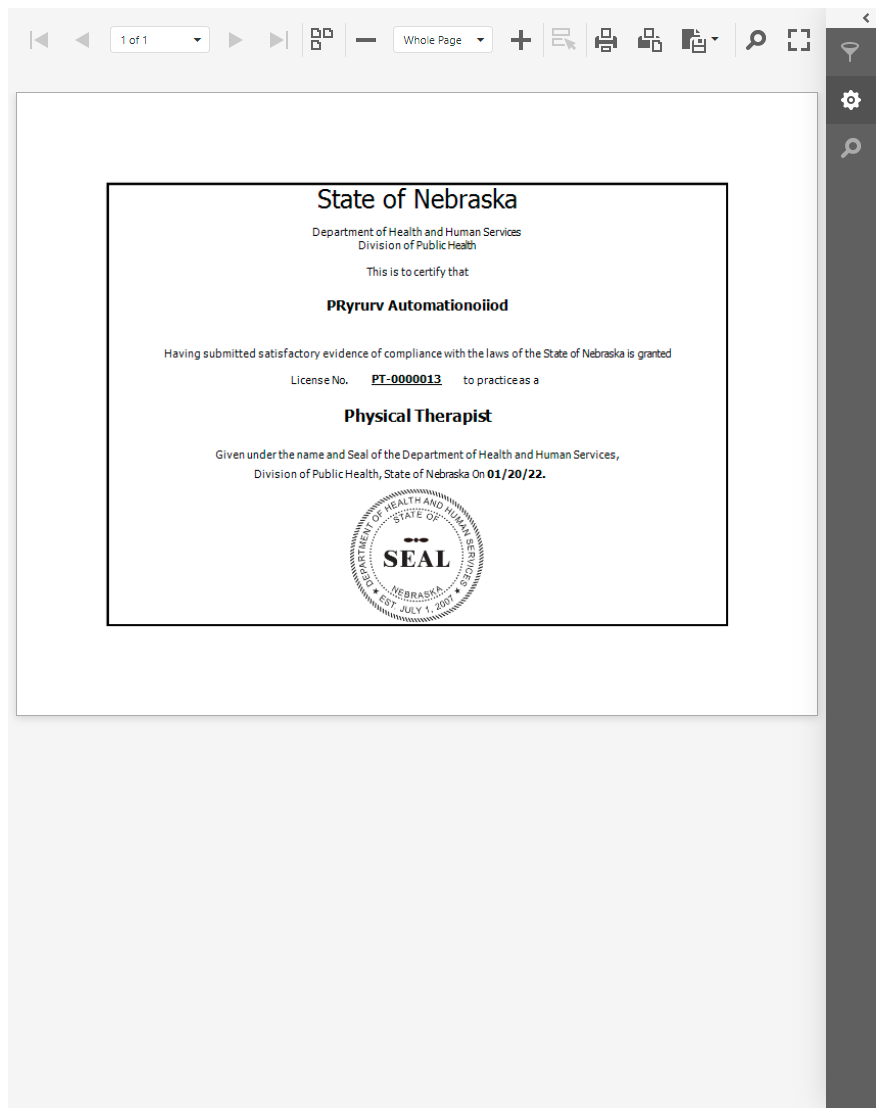 1 of 1
Whole Page
State of Nebraska
Department of Health and Human Services
Division of Public Health
This is to certify that
PRyrurv Automationoiiod
Having submitted satisfactory evidence of compliance with the laws of the State of Nebraska is granted
License No. PT-0000013 to practice as a
Physical Therapist
Given under the name and Seal of the Department of Health and Human Services,
Division of Public Health, State of Nebraska On 01/20/22.
DEPARTMENT OF HEALTH AND HUMAN SERVICES
STATE OF
SEAL
NEBRASKA
★ EST. JULY 1, 2007 ★